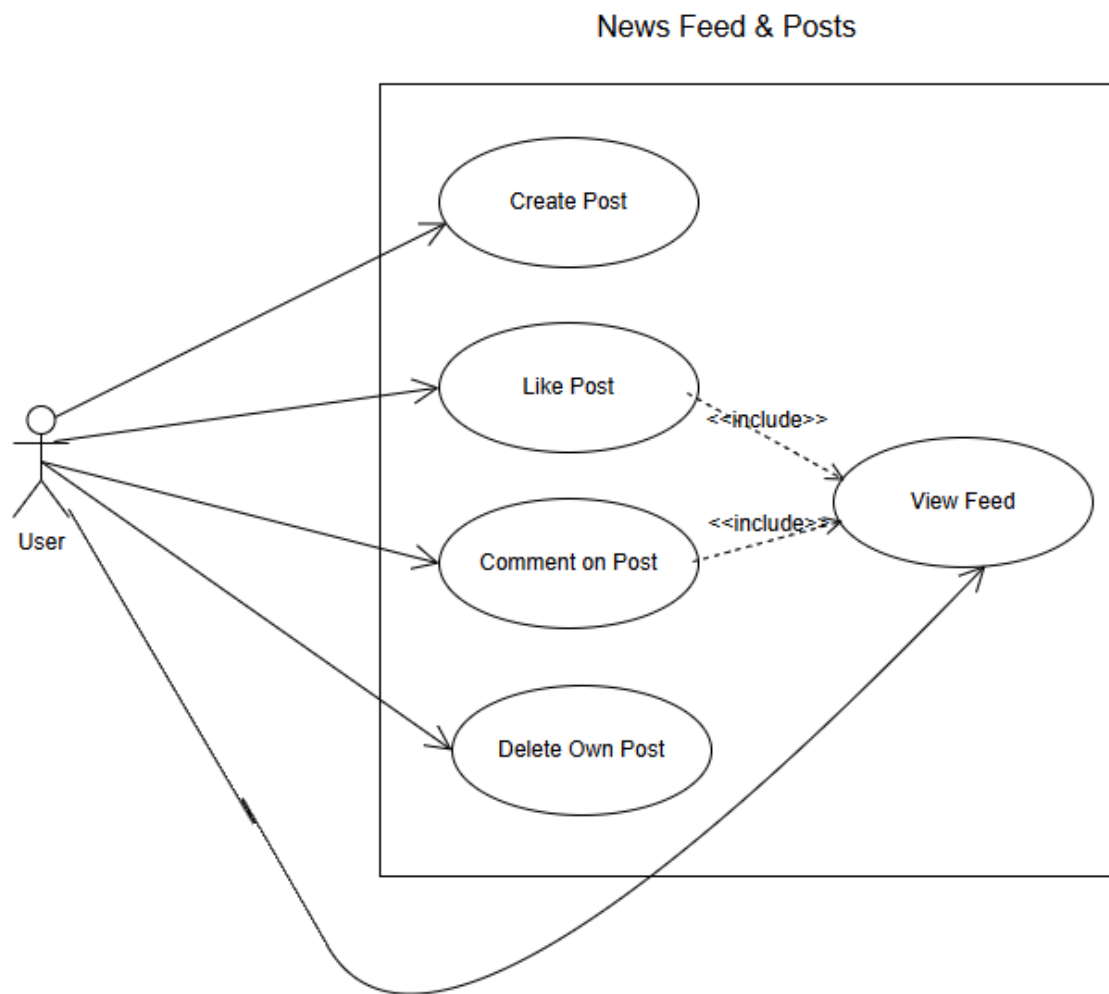 News Feed & Posts
Create Post
Like Post
<<include>>
View Feed
<<include>>
User
Comment on Post
Delete Own Post